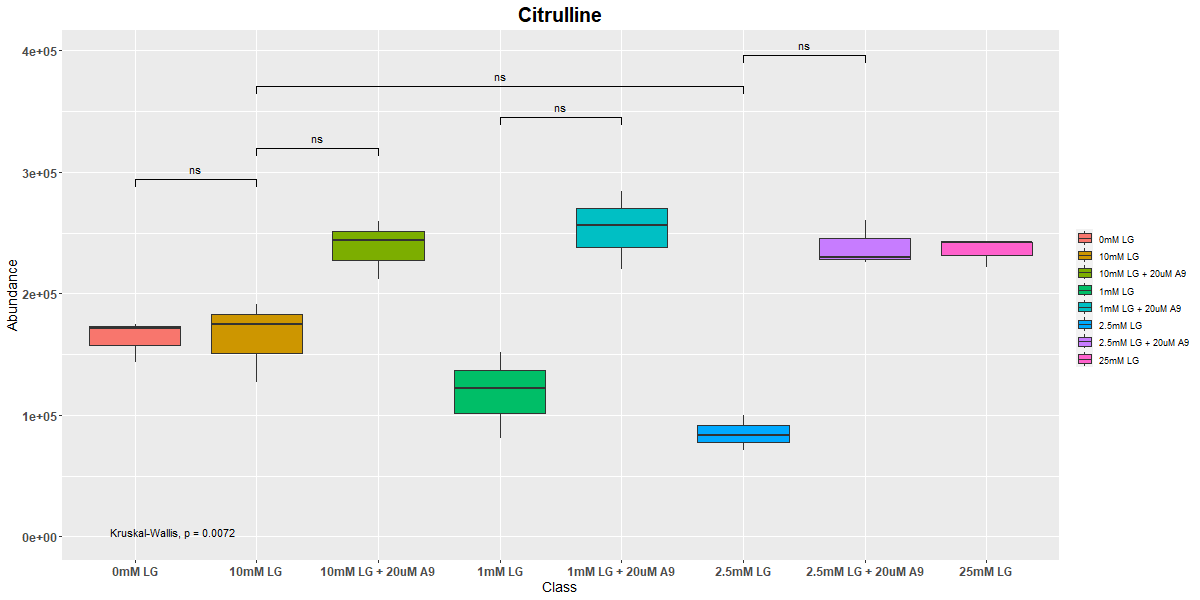 Citrulline
4e+05
3e+05
2e+05
1e+05
0e+00
Abundance
ns
ns
ns
ns
ns
Kruskal-Wallis, p = 0.0072
0mM LG
10mM LG
10mM LG + 20uM A9
1mM LG
1mM LG + 20uM A9
2.5mM LG
2.5mM LG + 20uM A9
25mM LG
Class
0mM LG
10mM LG
10mM LG + 20uM A9
1mM LG
1mM LG + 20uM A9
2.5mM LG
2.5mM LG + 20uM A9
25mM LG